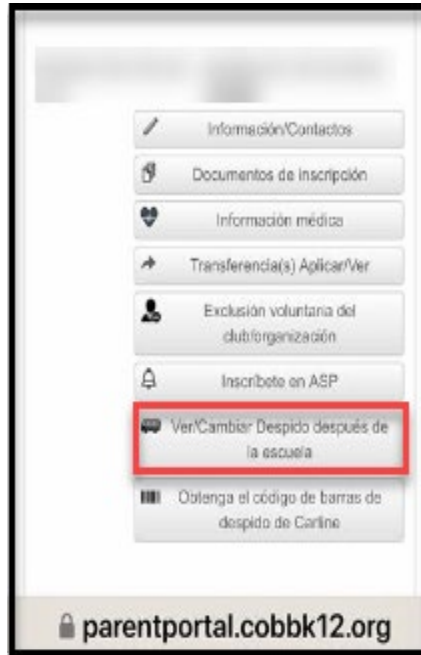 Información/Contactos
Documentos de inscripción
Información médica
Transferencia(s) Aplicar/Ver
Exclusión voluntaria del
club/organización
Inscríbete en ASP
Ver/Cambiar Despido después de
la escuela
Obtenga el código de barras de
despido de Carline
parentportal.cobbk12.org